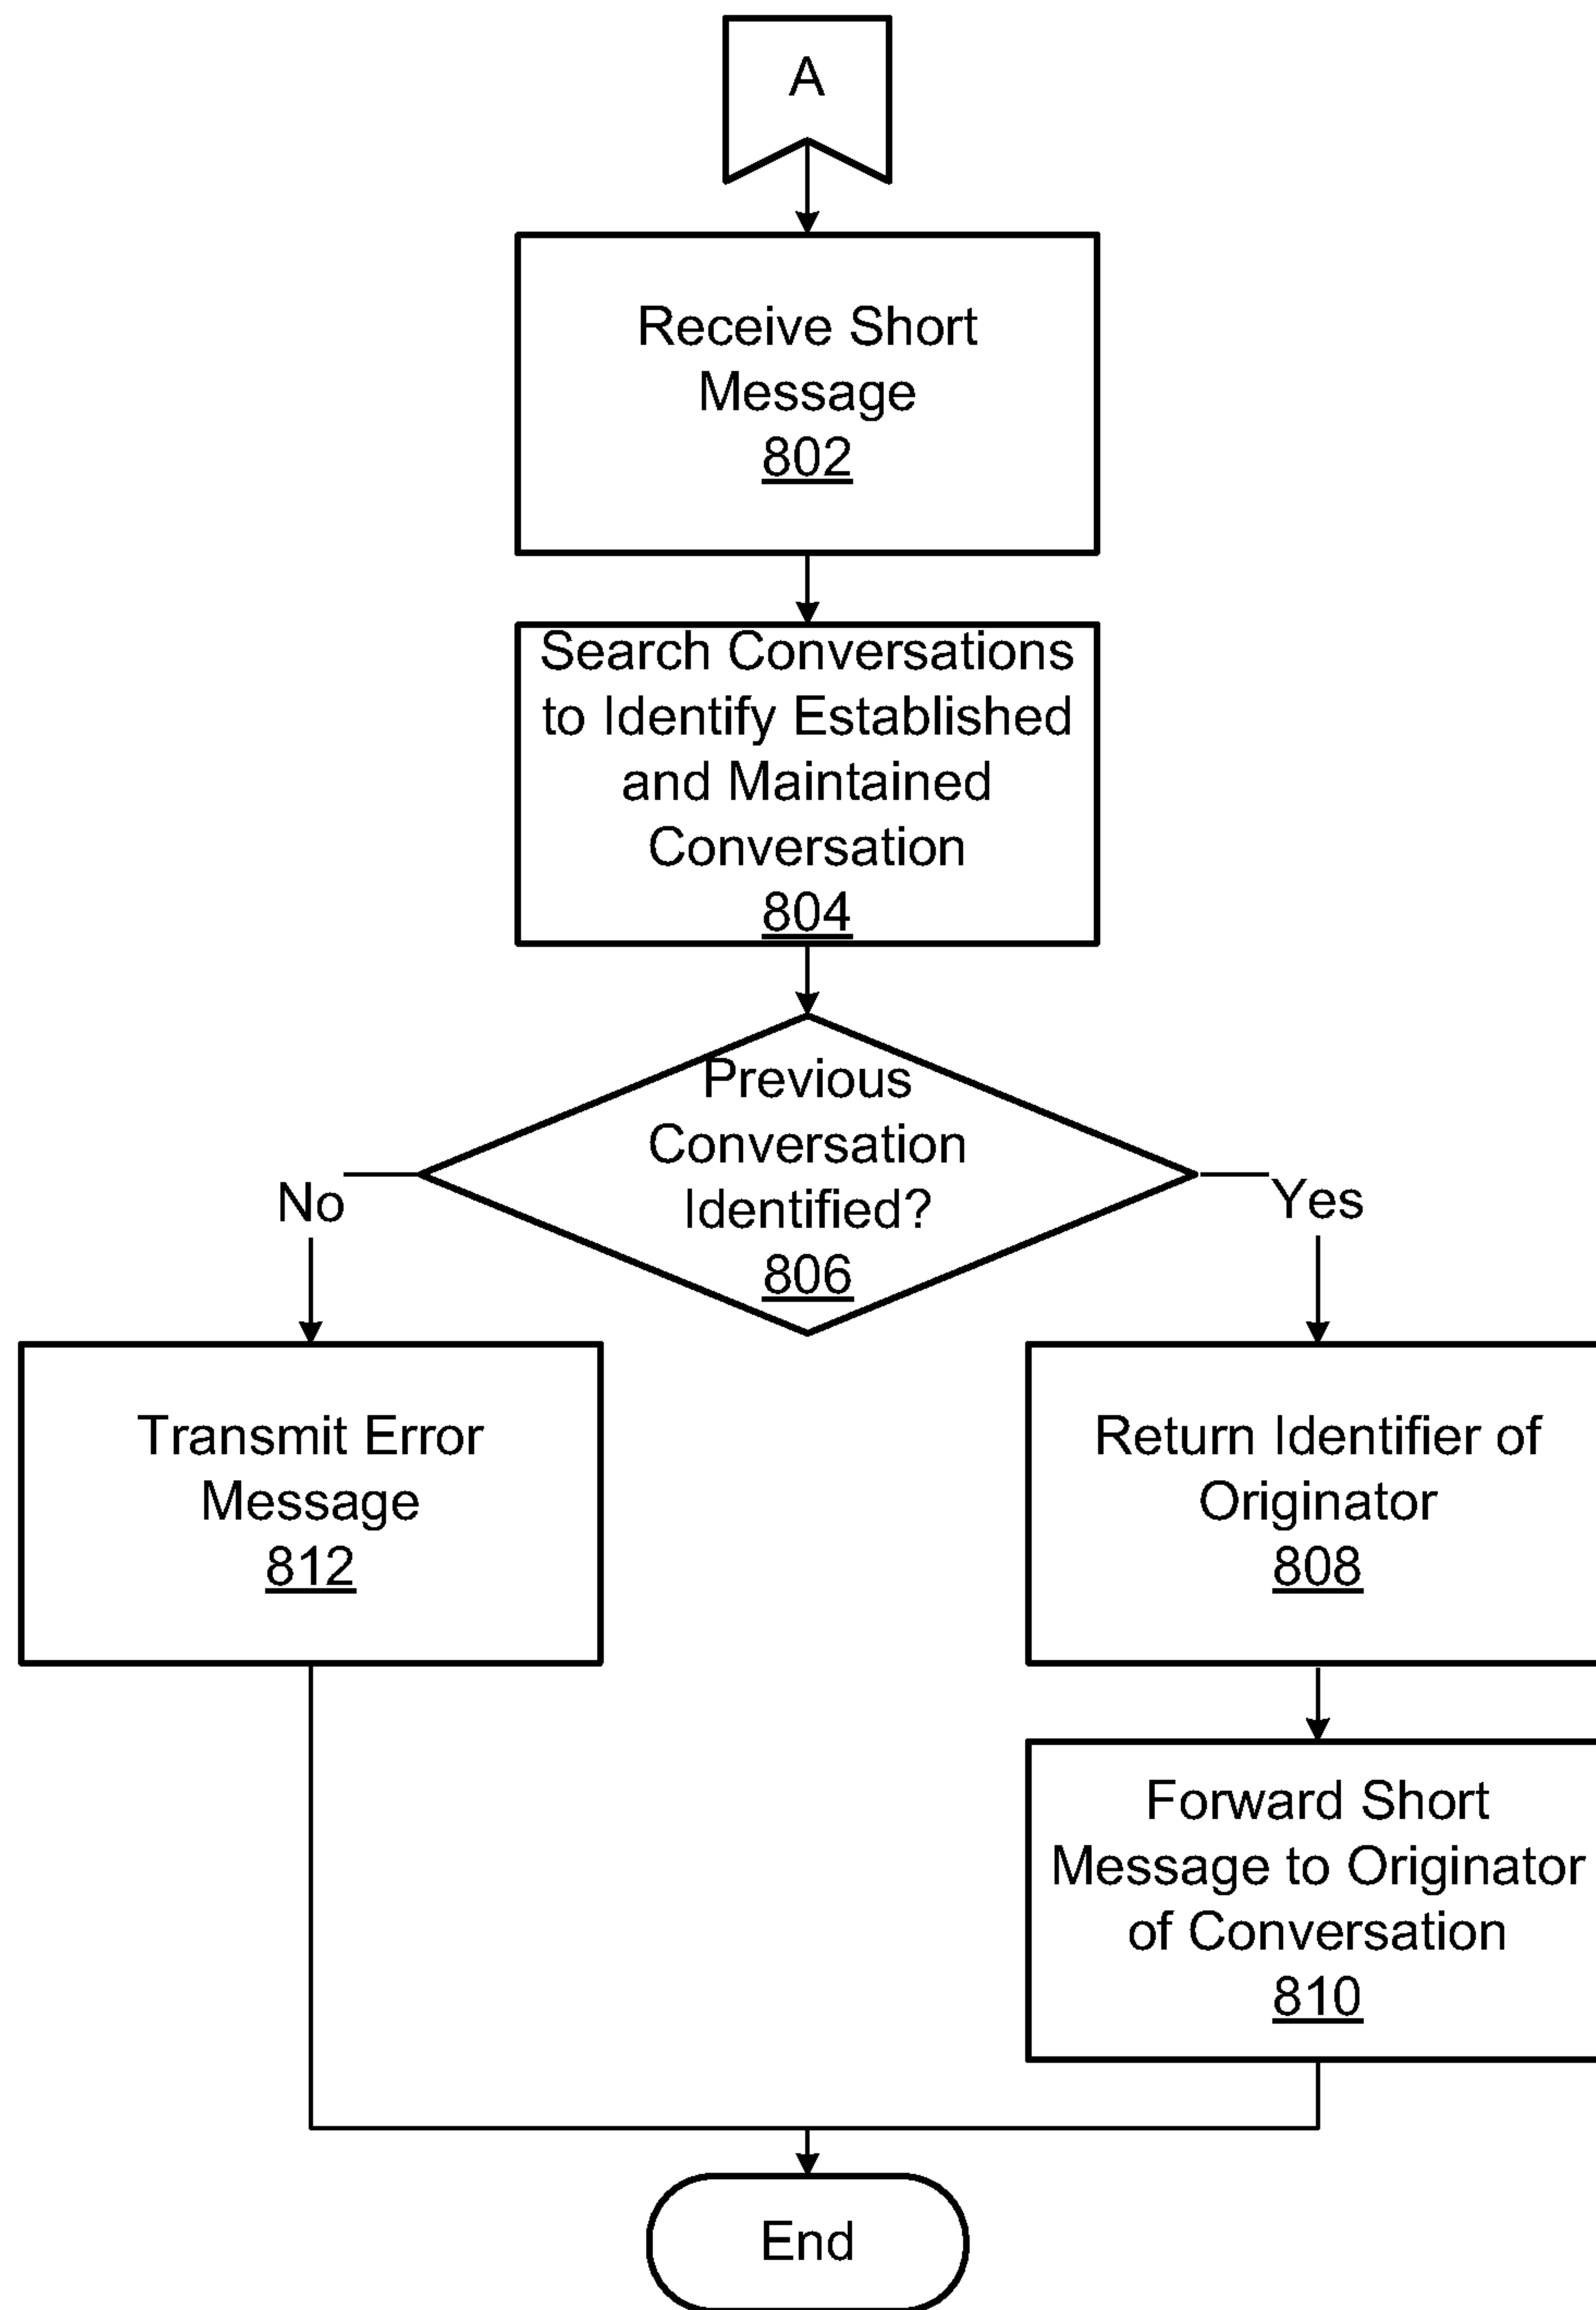 A
Receive Short
Message
802
Search Conversations
to Identify Established
and Maintained
Conversation
804
Previous
Conversation
Identified?
806
No
Yes
Transmit Error
Message
812
Return Identifier of
Originator
808
Forward Short
Message to Originator
of Conversation
810
End